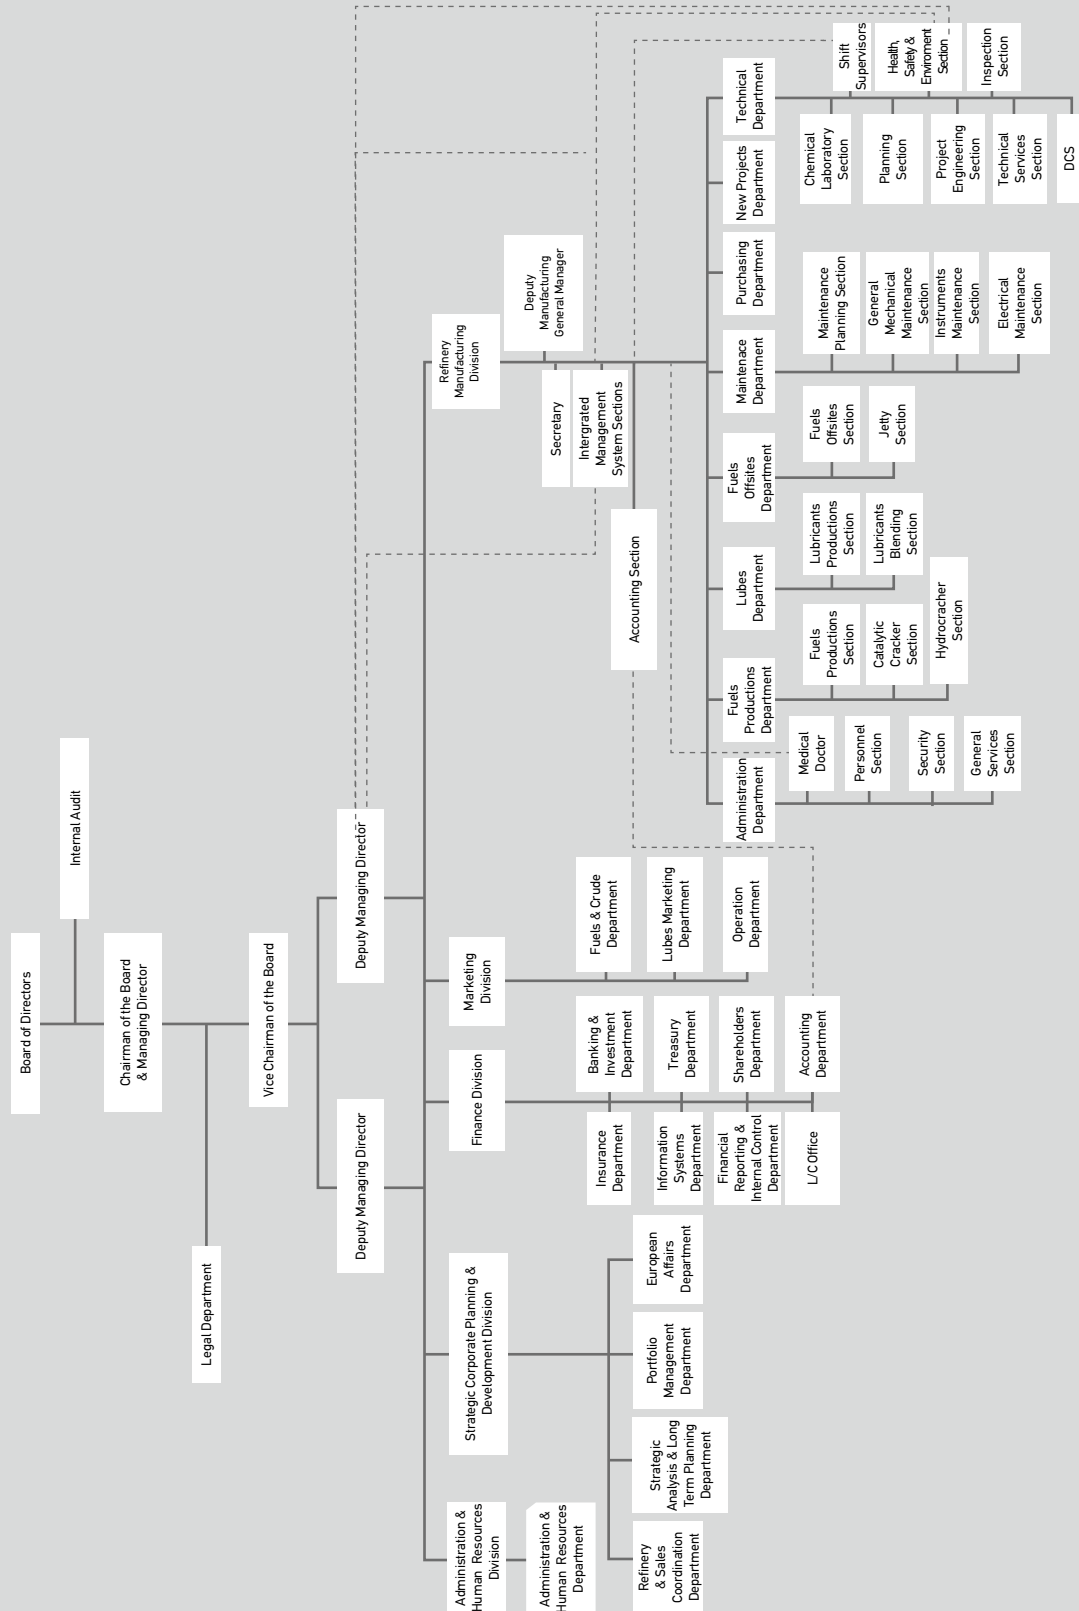 Board of Directors
Internal Audit
Chairman of the Board
& Managing Director
Legal Department
Vice Chairman of the Board
Deputy Managing Director
Deputy Managing Director
Administration &
Human Resources
Division
Strategic Corporate Planning &
Development Division
Finance Division
Marketing
Division
Refinery
Manufacturing
Division
Administration &
Human Resources
Department
Deputy
Manufacturing
General Manager
Secretary
Intergrated
Management
System Sections
Accounting Section
Refinery
& Sales
Coordination
Department
Strategic
Analysis & Long
Term Planning
Department
Portfolio
Management
Department
European
Affairs
Department
Insurance
Department
Banking &
Investment
Department
Information
Systems
Department
Treasury
Department
Financial
Reporting &
Internal Control
Department
Shareholders
Department
L/C Office
Accounting
Department
Fuels & Crude
Department
Lubes Marketing
Department
Operation
Department
Administration
Department
Fuels
Productions
Department
Lubes
Department
Fuels
Offsites
Department
Maintenace
Department
Purchasing
Department
New Projects
Department
Technical
Department
Medical
Doctor
Personnel
Section
Security
Section
General
Services
Section
Fuels
Productions
Section
Catalytic
Cracker
Section
Hydrocracher
Section
Lubricants
Productions
Section
Lubricants
Blending
Section
Fuels
Offsites
Section
Jetty
Section
Maintenance
Planning Section
General
Mechanical
Maintenance
Section
Instruments
Maintenance
Section
Electrical
Maintenance
Section
Chemical
Laboratory
Section
Shift
Supervisors
Planning
Section
Health,
Safety &
Enviroment
Section
Project
Engineering
Section
Inspection
Section
Technical
Services
Section
DCS